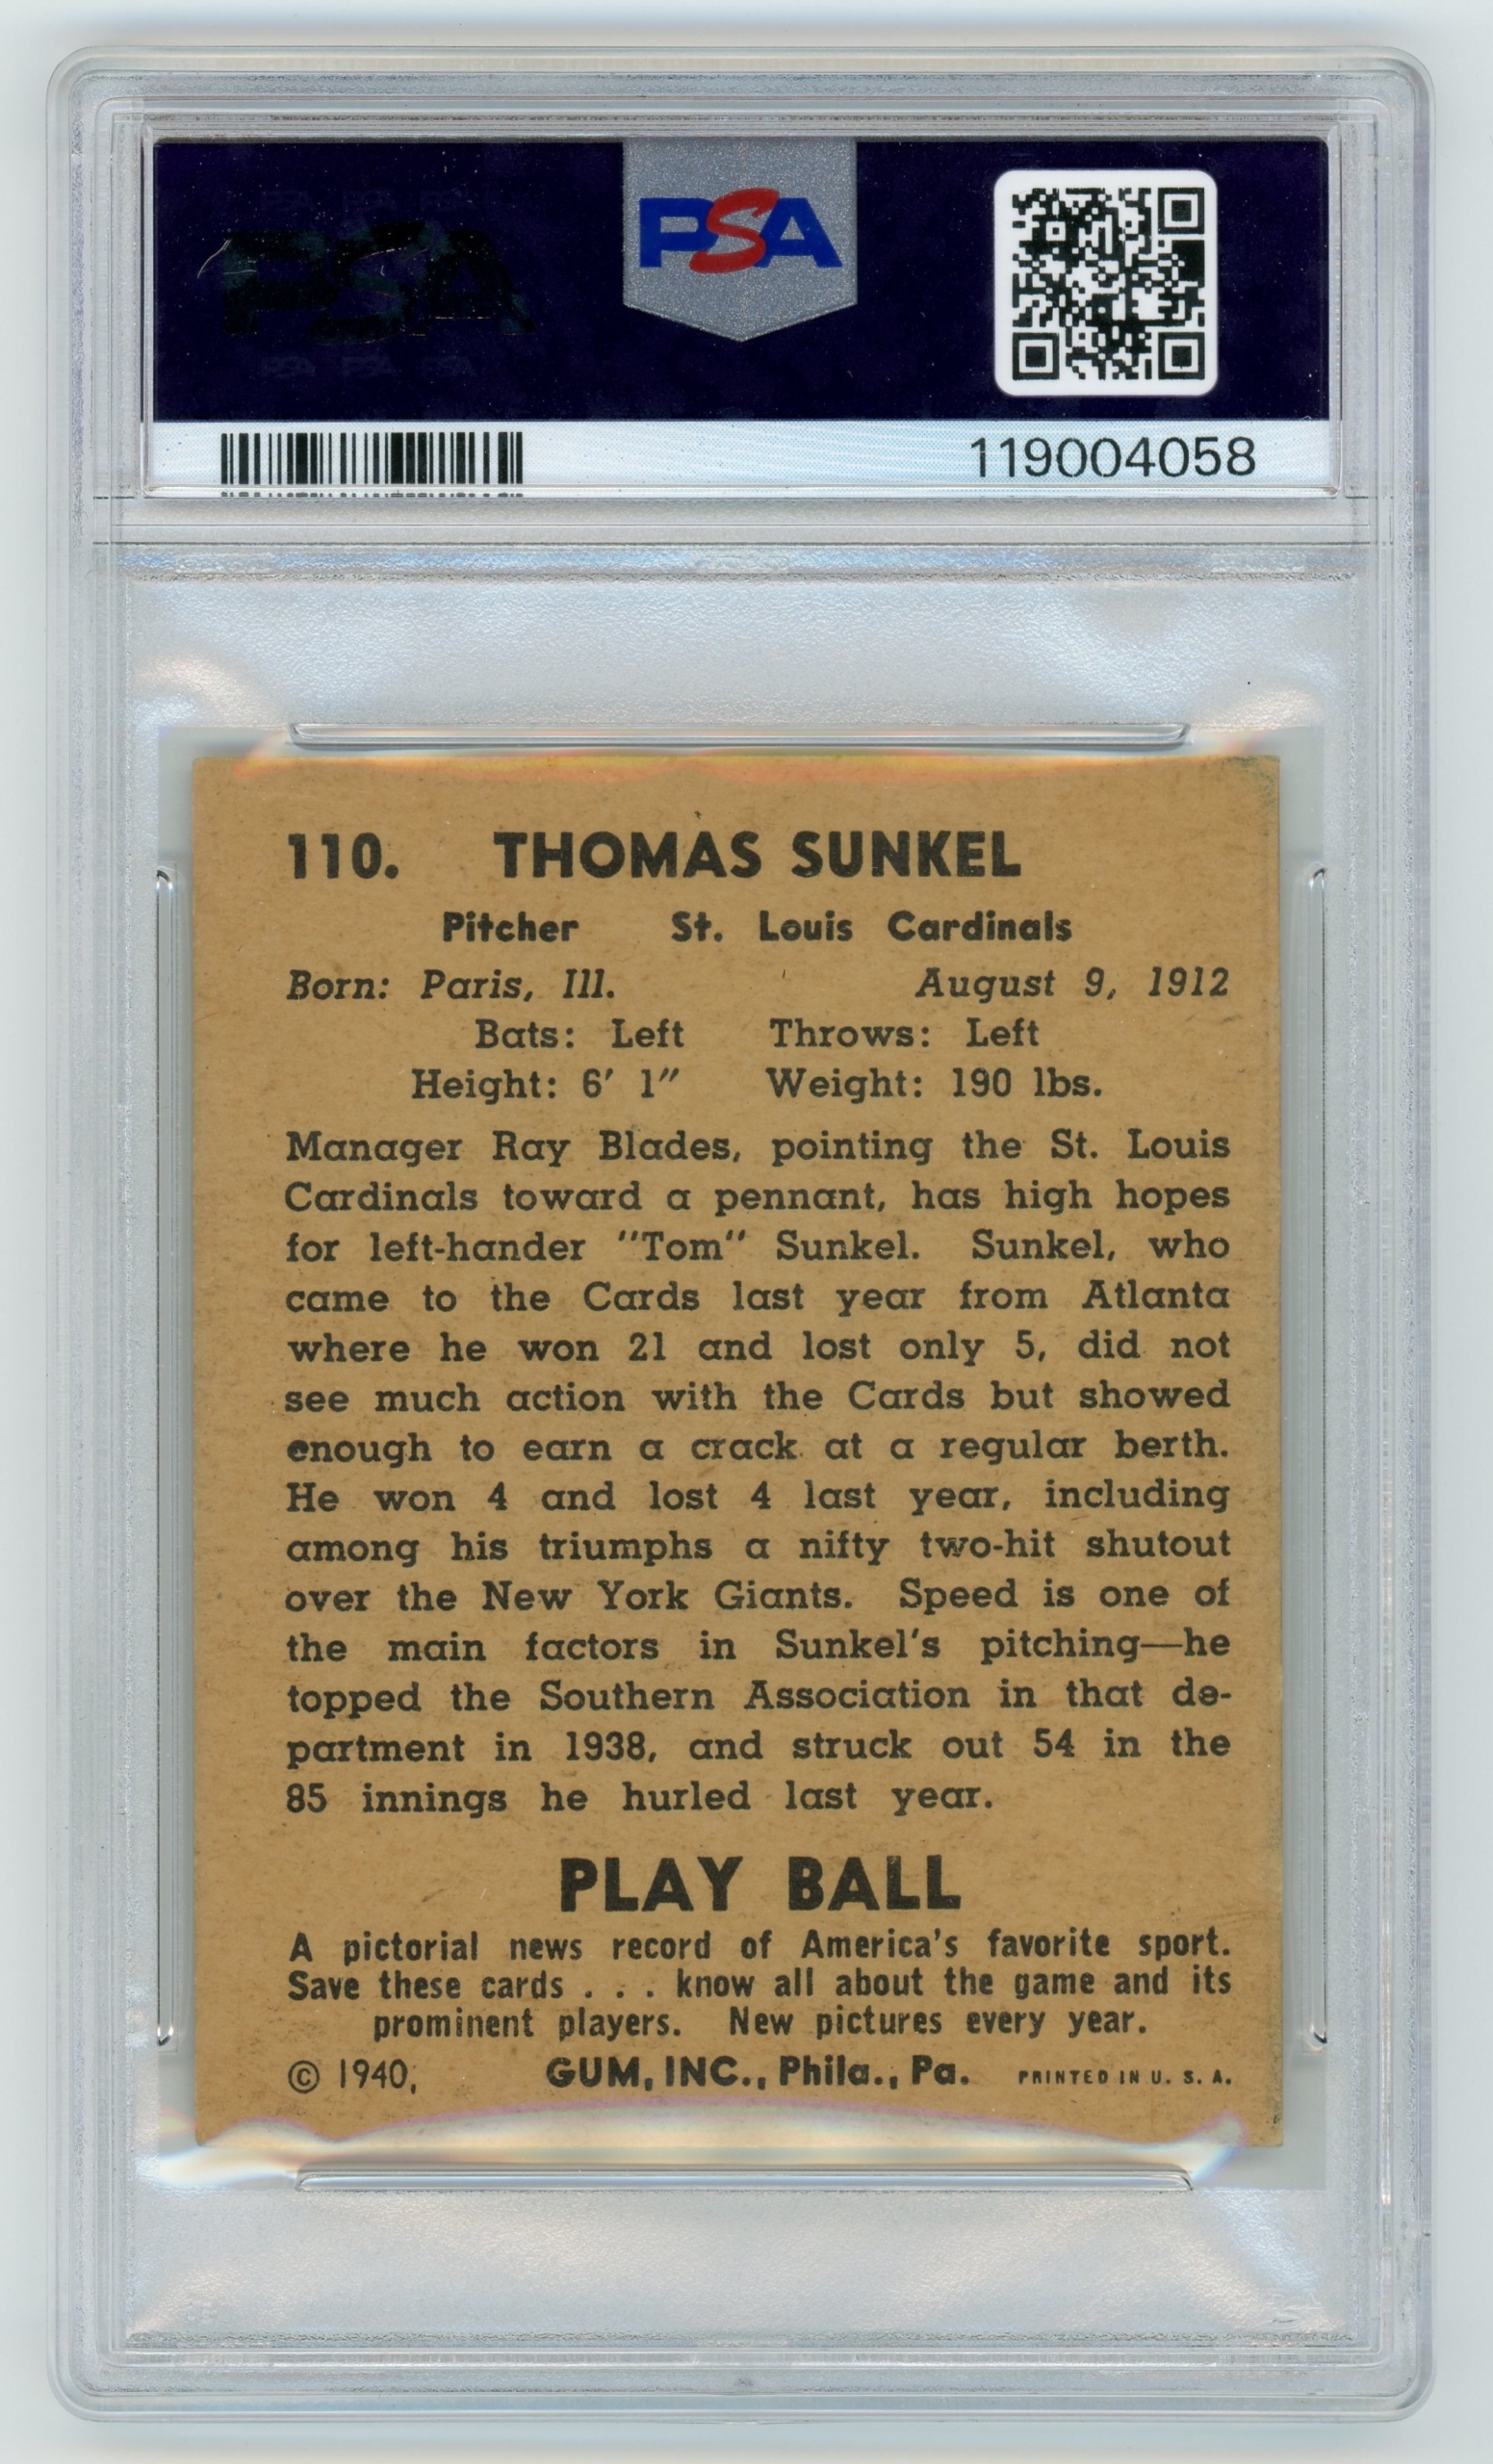 PSA
PSA
119004058
110. THOMAS SUNKEL
Pitcher St. Louis Cardinals
Born: Paris, Ill. August 9, 1912
Bats: Left Throws: Left
Height: 6' 1" Weight: 190 lbs.
Manager Ray Blades, pointing the St. Louis
Cardinals toward a pennant, has high hopes
for left-hander "Tom" Sunkel. Sunkel, who
came to the Cards last year from Atlanta
where he won 21 and lost only 5, did not
see much action with the Cards but showed
enough to earn a crack at a regular berth.
He won 4 and lost 4 last year, including
among his triumphs a nifty two-hit shutout
over the New York Giants. Speed is one of
the main factors in Sunkel's pitching—he
topped the Southern Association in that de-
partment in 1938, and struck out 54 in the
85 innings he hurled last year.
PLAY BALL
A pictorial news record of America's favorite sport.
Save these cards . . . know all about the game and its
prominent players. New pictures every year.
© 1940, GUM, INC., Phila., Pa. PRINTED IN U. S. A.